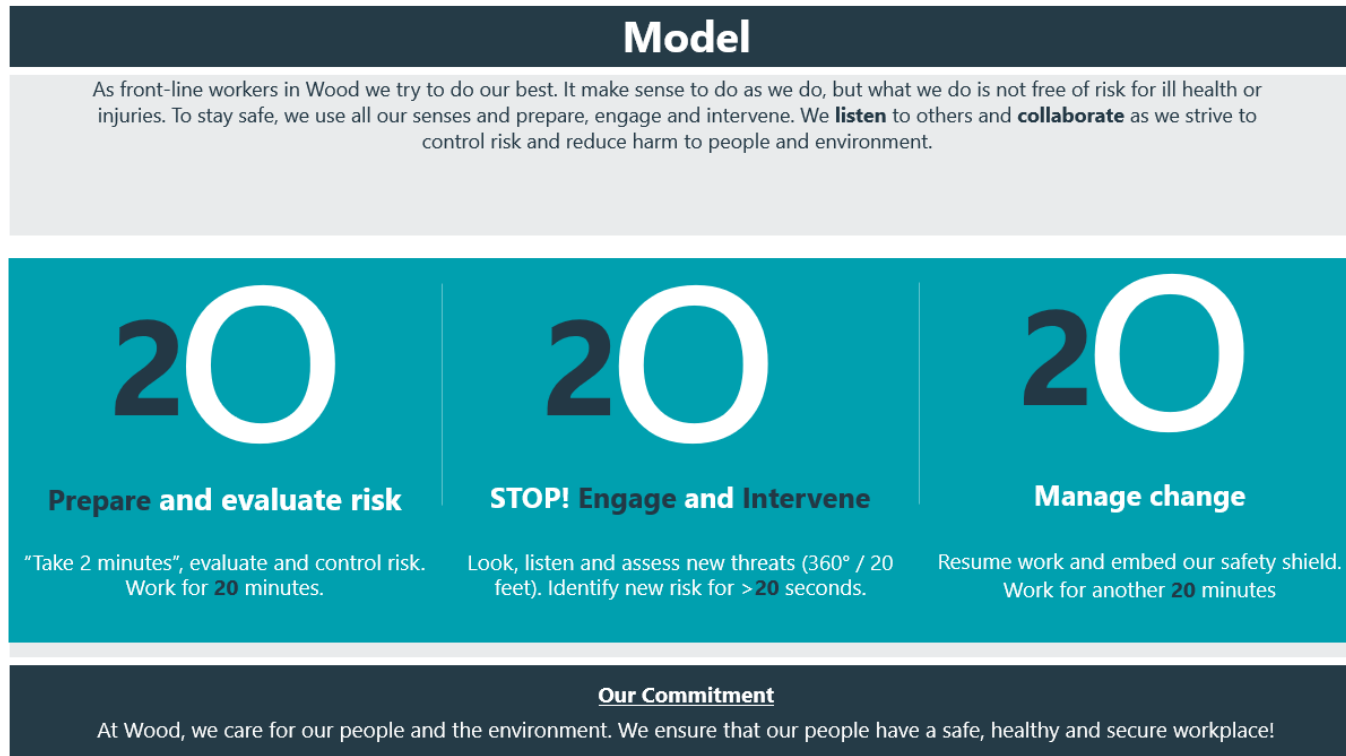 Model
As front-line workers in Wood we try to do our best. It make sense to do as we do, but what we do is not free of risk for ill health or
injuries. To stay safe, we use all our senses and prepare, engage and intervene. We listen to others and collaborate as we strive to
control risk and reduce harm to people and environment.
2O
Prepare and evaluate risk
“Take 2 minutes”, evaluate and control risk.
Work for 20 minutes.
2O
STOP! Engage and Intervene
Look, listen and assess new threats (360° / 20
feet). Identify new risk for >20 seconds.
2O
Manage change
Resume work and embed our safety shield.
Work for another 20 minutes
Our Commitment
At Wood, we care for our people and the environment. We ensure that our people have a safe, healthy and secure workplace!